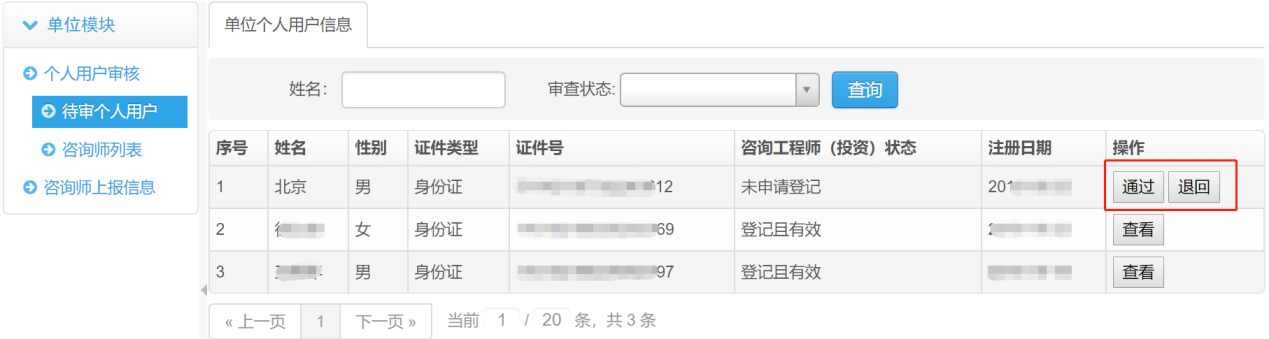 单位模块
单位个人用户信息
个人用户审核
待审个人用户
咨询师列表
咨询师上报信息
姓名:
审查状态:
查询
序号 姓名 性别 证件类型 证件号 咨询工程师（投资）状态 注册日期 操作
1 北京 男 身份证 12 未申请登记 201 通过 退回
2 女 身份证 69 登记且有效 查看
3 男 身份证 97 登记且有效 查看
« 上一页 1 下一页 » 当前 1 / 20 条，共 3 条